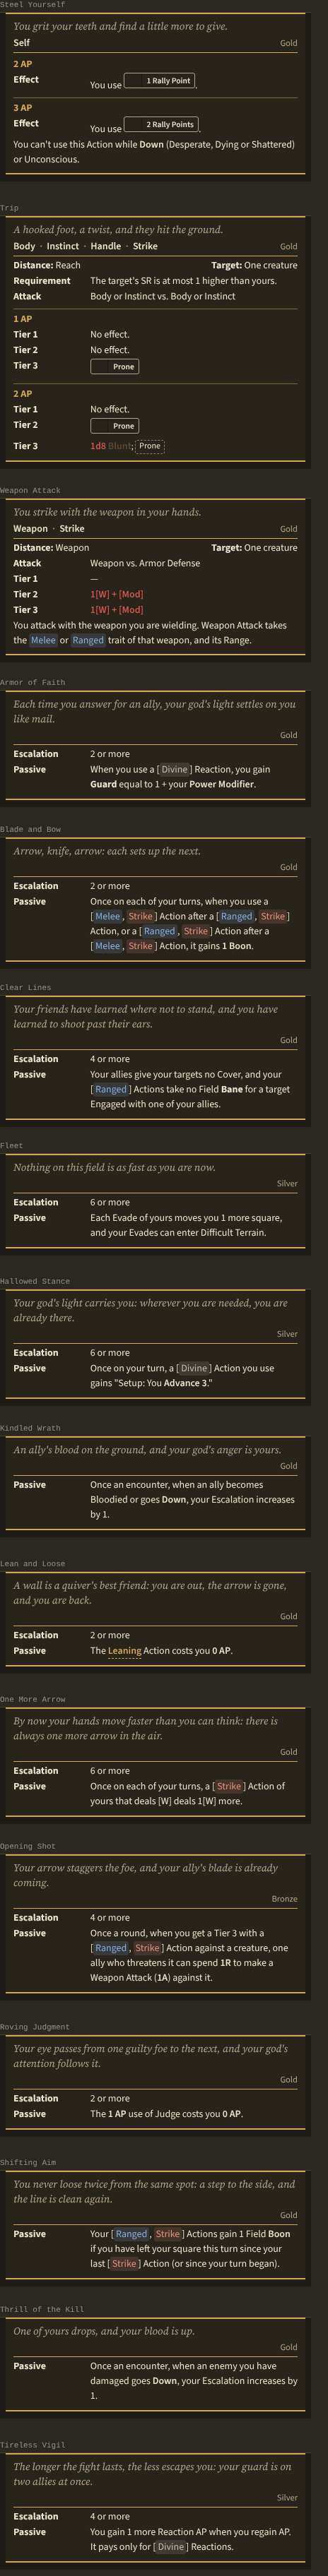 Steel Yourself
You grit your teeth and find a little more to give.
Self Gold
2 AP
Effect You use 1 Rally Point.
3 AP
Effect You use 2 Rally Points.
You can't use this Action while Down (Desperate, Dying or Shattered)
or Unconscious.
Trip
A hooked foot, a twist, and they hit the ground.
Body · Instinct · Handle · Strike Gold
Distance: Reach Target: One creature
Requirement The target's SR is at most 1 higher than yours.
Attack Body or Instinct vs. Body or Instinct
1 AP
Tier 1 No effect.
Tier 2 No effect.
Tier 3 Prone
2 AP
Tier 1 No effect.
Tier 2 Prone
Tier 3 1d8 Blunt; Prone
Weapon Attack
You strike with the weapon in your hands.
Weapon · Strike Gold
Distance: Weapon Target: One creature
Attack Weapon vs. Armor Defense
Tier 1 —
Tier 2 1[W] + [Mod]
Tier 3 1[W] + [Mod]
You attack with the weapon you are wielding. Weapon Attack takes
the Melee or Ranged trait of that weapon, and its Range.
Armor of Faith
Each time you answer for an ally, your god's light settles on you
like mail.
Gold
Escalation 2 or more
Passive When you use a [Divine] Reaction, you gain
Guard equal to 1 + your Power Modifier.
Blade and Bow
Arrow, knife, arrow: each sets up the next.
Gold
Escalation 2 or more
Passive Once on each of your turns, when you use a
[Melee, Strike] Action after a [Ranged, Strike]
Action, or a [Ranged, Strike] Action after a
[Melee, Strike] Action, it gains 1 Boon.
Clear Lines
Your friends have learned where not to stand, and you have
learned to shoot past their ears.
Gold
Escalation 4 or more
Passive Your allies give your targets no Cover, and your
[Ranged] Actions take no Field Bane for a target
Engaged with one of your allies.
Fleet
Nothing on this field is as fast as you are now.
Silver
Escalation 6 or more
Passive Each Evade of yours moves you 1 more square,
and your Evades can enter Difficult Terrain.
Hallowed Stance
Your god's light carries you: wherever you are needed, you are
already there.
Silver
Escalation 6 or more
Passive Once on your turn, a [Divine] Action you use
gains "Setup: You Advance 3."
Kindled Wrath
An ally's blood on the ground, and your god's anger is yours.
Gold
Passive Once an encounter, when an ally becomes
Bloodied or goes Down, your Escalation increases
by 1.
Lean and Loose
A wall is a quiver's best friend: you are out, the arrow is gone,
and you are back.
Gold
Escalation 2 or more
Passive The Leaning Action costs you 0 AP.
One More Arrow
By now your hands move faster than you can think: there is
always one more arrow in the air.
Gold
Escalation 6 or more
Passive Once on each of your turns, a [Strike] Action of
yours that deals [W] deals 1[W] more.
Opening Shot
Your arrow staggers the foe, and your ally's blade is already
coming.
Bronze
Escalation 4 or more
Passive Once a round, when you get a Tier 3 with a
[Ranged, Strike] Action against a creature, one
ally who threatens it can spend 1R to make a
Weapon Attack (1A) against it.
Roving Judgment
Your eye passes from one guilty foe to the next, and your god's
attention follows it.
Gold
Escalation 2 or more
Passive The 1 AP use of Judge costs you 0 AP.
Shifting Aim
You never loose twice from the same spot: a step to the side, and
the line is clean again.
Gold
Passive Your [Ranged, Strike] Actions gain 1 Field Boon
if you have left your square this turn since your
last [Strike] Action (or since your turn began).
Thrill of the Kill
One of yours drops, and your blood is up.
Gold
Passive Once an encounter, when an enemy you have
damaged goes Down, your Escalation increases by
1.
Tireless Vigil
The longer the fight lasts, the less escapes you: your guard is on
two allies at once.
Silver
Escalation 4 or more
Passive You gain 1 more Reaction AP when you regain AP.
It pays only for [Divine] Reactions.